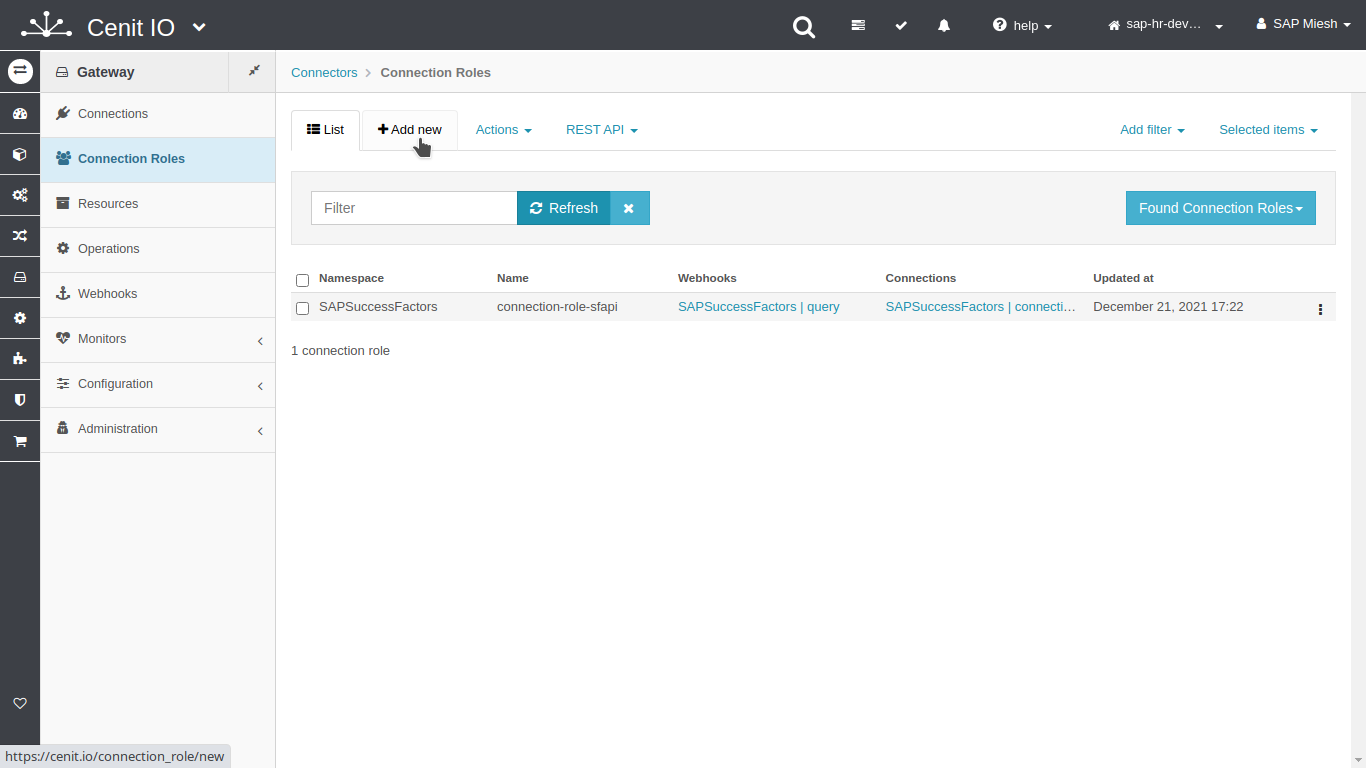 Cenit IO
help
sap-hr-dev...
SAP Miesh
Gateway
Connectors > Connection Roles
Connections
Connection Roles
Resources
Operations
Webhooks
Monitors
Configuration
Administration
List
Add new
Actions
REST API
Add filter
Selected items
Filter
Refresh
Found Connection Roles
Namespace Name Webhooks Connections Updated at
SAPSuccessFactors connection-role-sfapi SAPSuccessFactors | query SAPSuccessFactors | connecti... December 21, 2021 17:22
1 connection role
https://cenit.io/connection_role/new